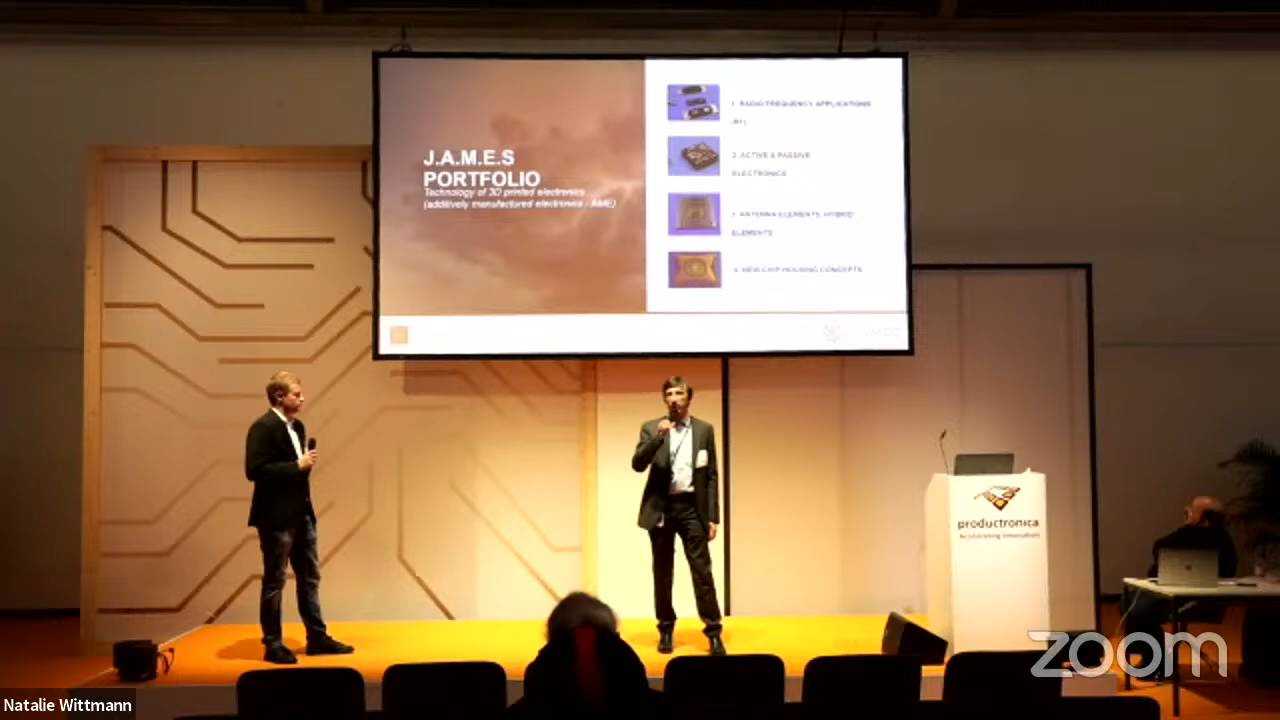 J.A.M.E.S
PORTFOLIO
Technology of 3D printed electronics
(additively manufactured electronics - AME)
1. RADIO FREQUENCY APPLICATIONS
(RF)
2. ACTIVE & PASSIVE
ELECTRONICS
3. ANTENNA ELEMENTS, HYBRID
ELEMENTS
4. NEW CHIP HOUSING CONCEPTS
productronica
Accelerating Innovation
zoom
Natalie Wittmann